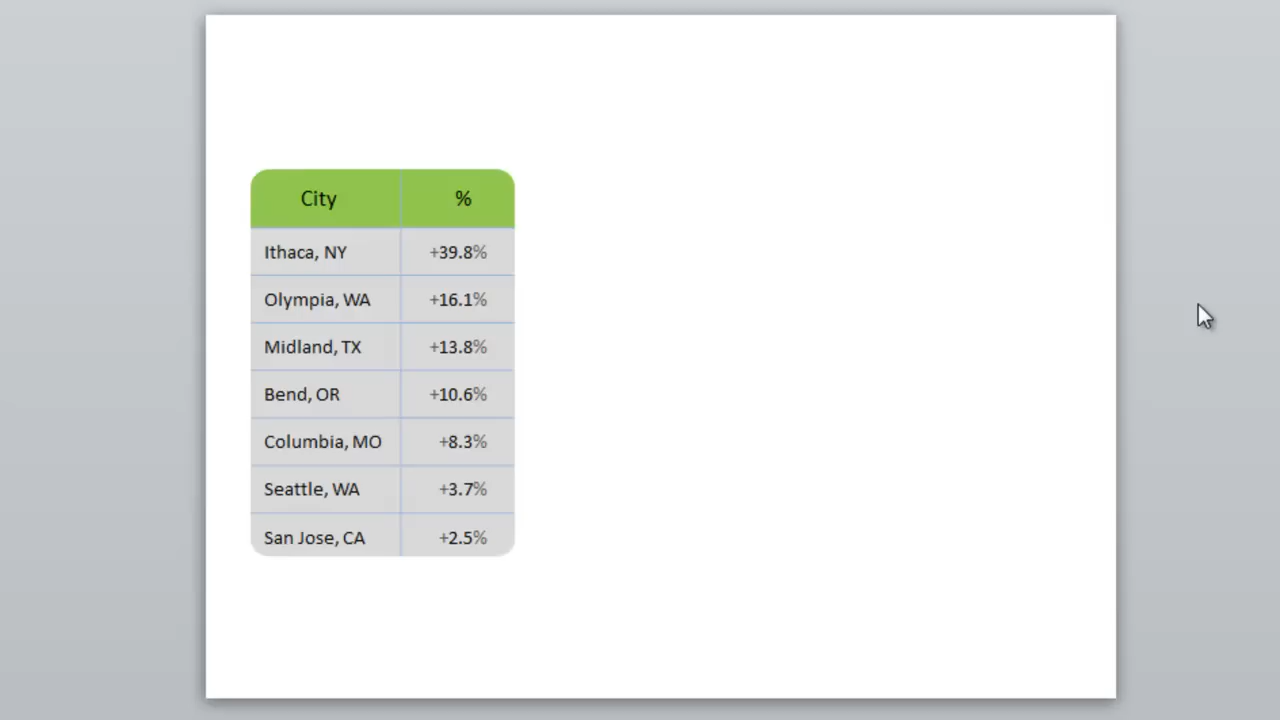 City %
Ithaca, NY +39.8%
Olympia, WA +16.1%
Midland, TX +13.8%
Bend, OR +10.6%
Columbia, MO +8.3%
Seattle, WA +3.7%
San Jose, CA +2.5%